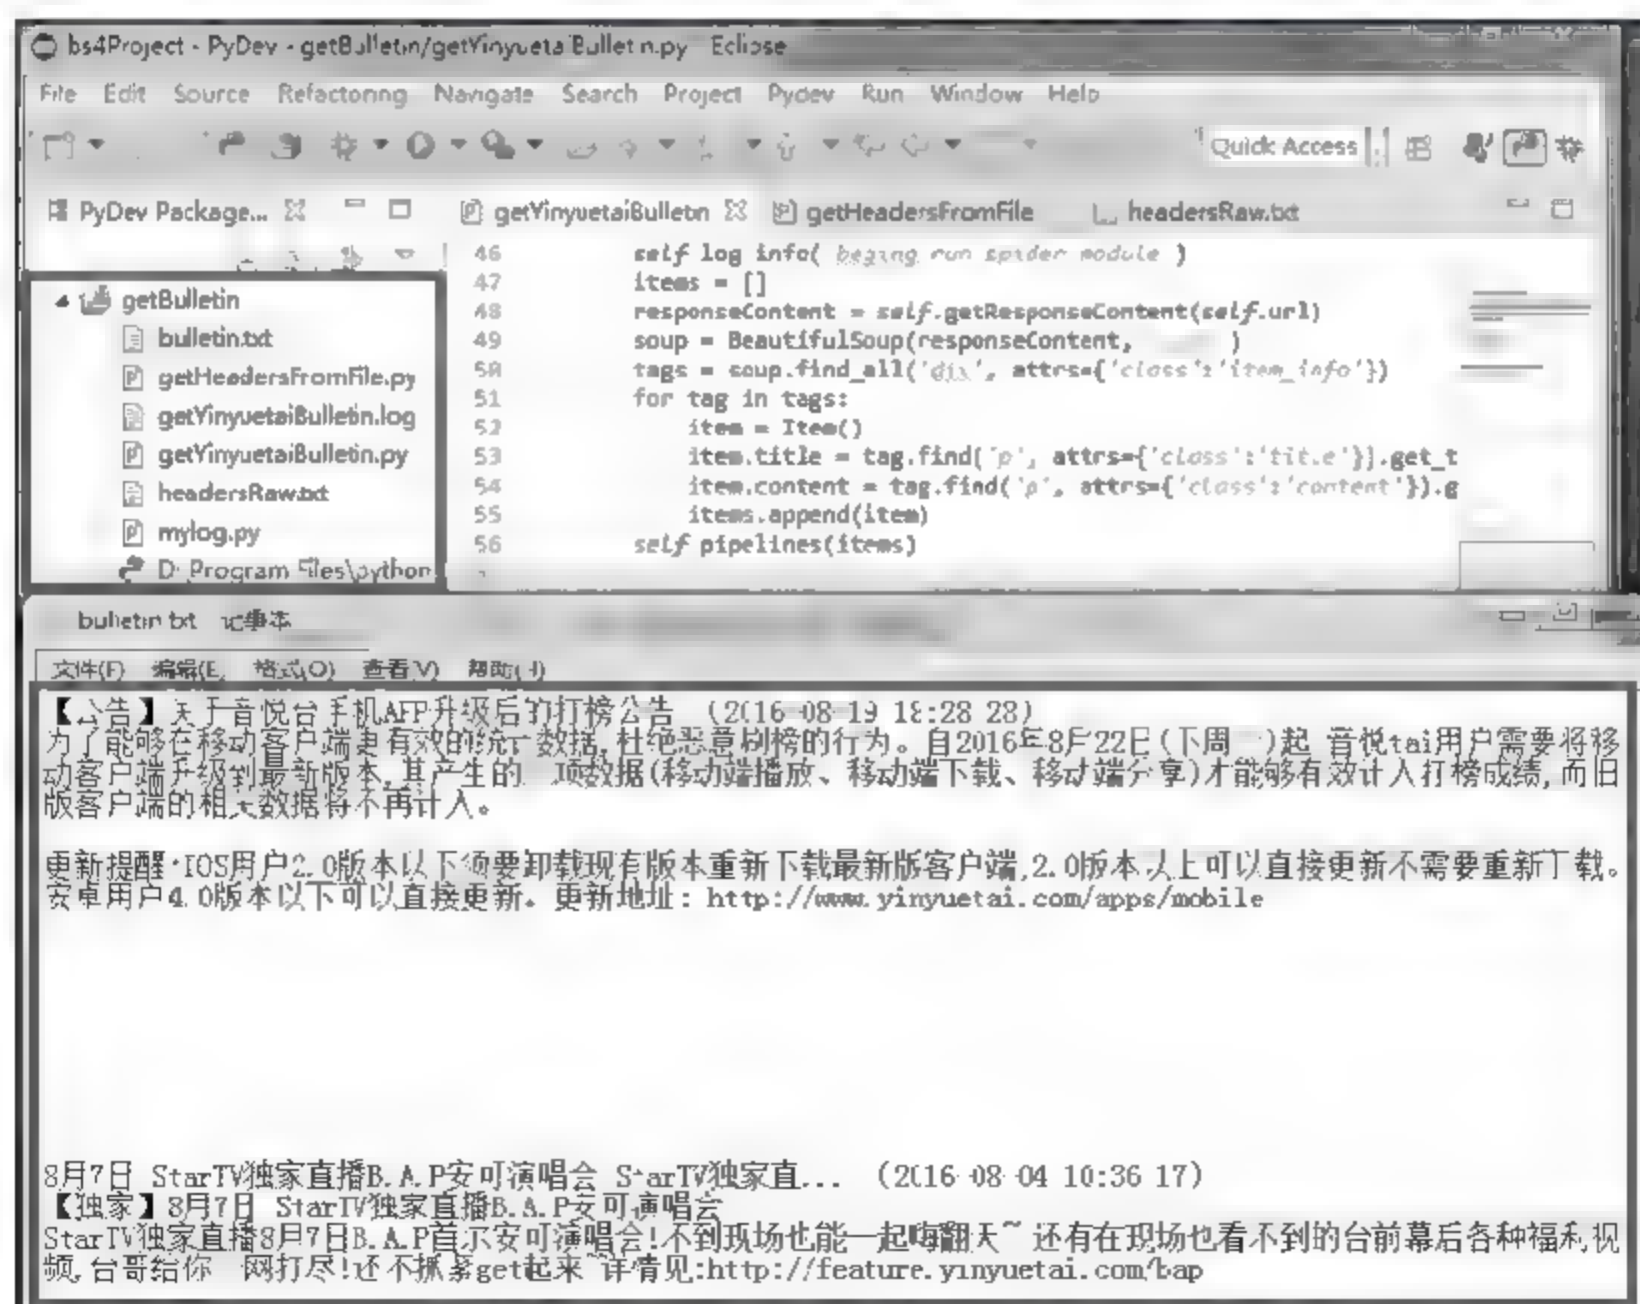 bs4Project - PyDev - getBulletin/getYinyuetaiBulletin.py - Eclipse
File Edit Source Refactoring Navigate Search Project Pydev Run Window Help
Quick Access
PyDev Package...
getYinyuetaiBulletin getHeadersFromFile headersRaw.txt
getBulletin
bulletin.txt
getHeadersFromFile.py
getYinyuetaiBulletin.log
getYinyuetaiBulletin.py
headersRaw.txt
mylog.py
D:\Program Files\python
46 self.log.info( beging run spider module )
47 items = []
48 responseContent = self.getResponseContent(self.url)
49 soup = BeautifulSoup(responseContent, )
50 tags = soup.find_all('div', attrs={'class':'item_info'})
51 for tag in tags:
52 item = Item()
53 item.title = tag.find('p', attrs={'class':'title'}).get_t
54 item.content = tag.find('p', attrs={'class':'content'}).g
55 items.append(item)
56 self.pipelines(items)
bulletin.txt 记事本
文件(F) 编辑(E) 格式(O) 查看(V) 帮助(H)
【公告】关于音悦台手机APP升级后的打榜公告 (2016-08-19 18:28:28)
为了能够在移动客户端更有效的统计数据,杜绝恶意刷榜的行为。自2016年8月22日(下周一)起 音悦tai用户需要将移
动客户端升级到最新版本,其产生的 项数据(移动端播放、移动端下载、移动端分享)才能够有效计入打榜成绩,而旧
版客户端的相关数据将不再计入。
更新提醒:IOS用户2.0版本以下须要卸载现有版本重新下载最新版客户端,2.0版本以上可以直接更新不需要重新下载。
安卓用户4.0版本以下可以直接更新。更新地址: http://www.yinyuetai.com/apps/mobile
8月7日 StarTV独家直播B.A.P安可演唱会 StarTV独家直... (2016-08-04 10:36:17)
【独家】8月7日 StarTV独家直播B.A.P安可演唱会
StarTV独家直播8月7日B.A.P首尔安可演唱会!不到现场也能一起嗨翻天~ 还有在现场也看不到的台前幕后各种福利视
频,台哥给你一网打尽!还不抓紧get起来~详情见:http://feature.yinyuetai.com/bap